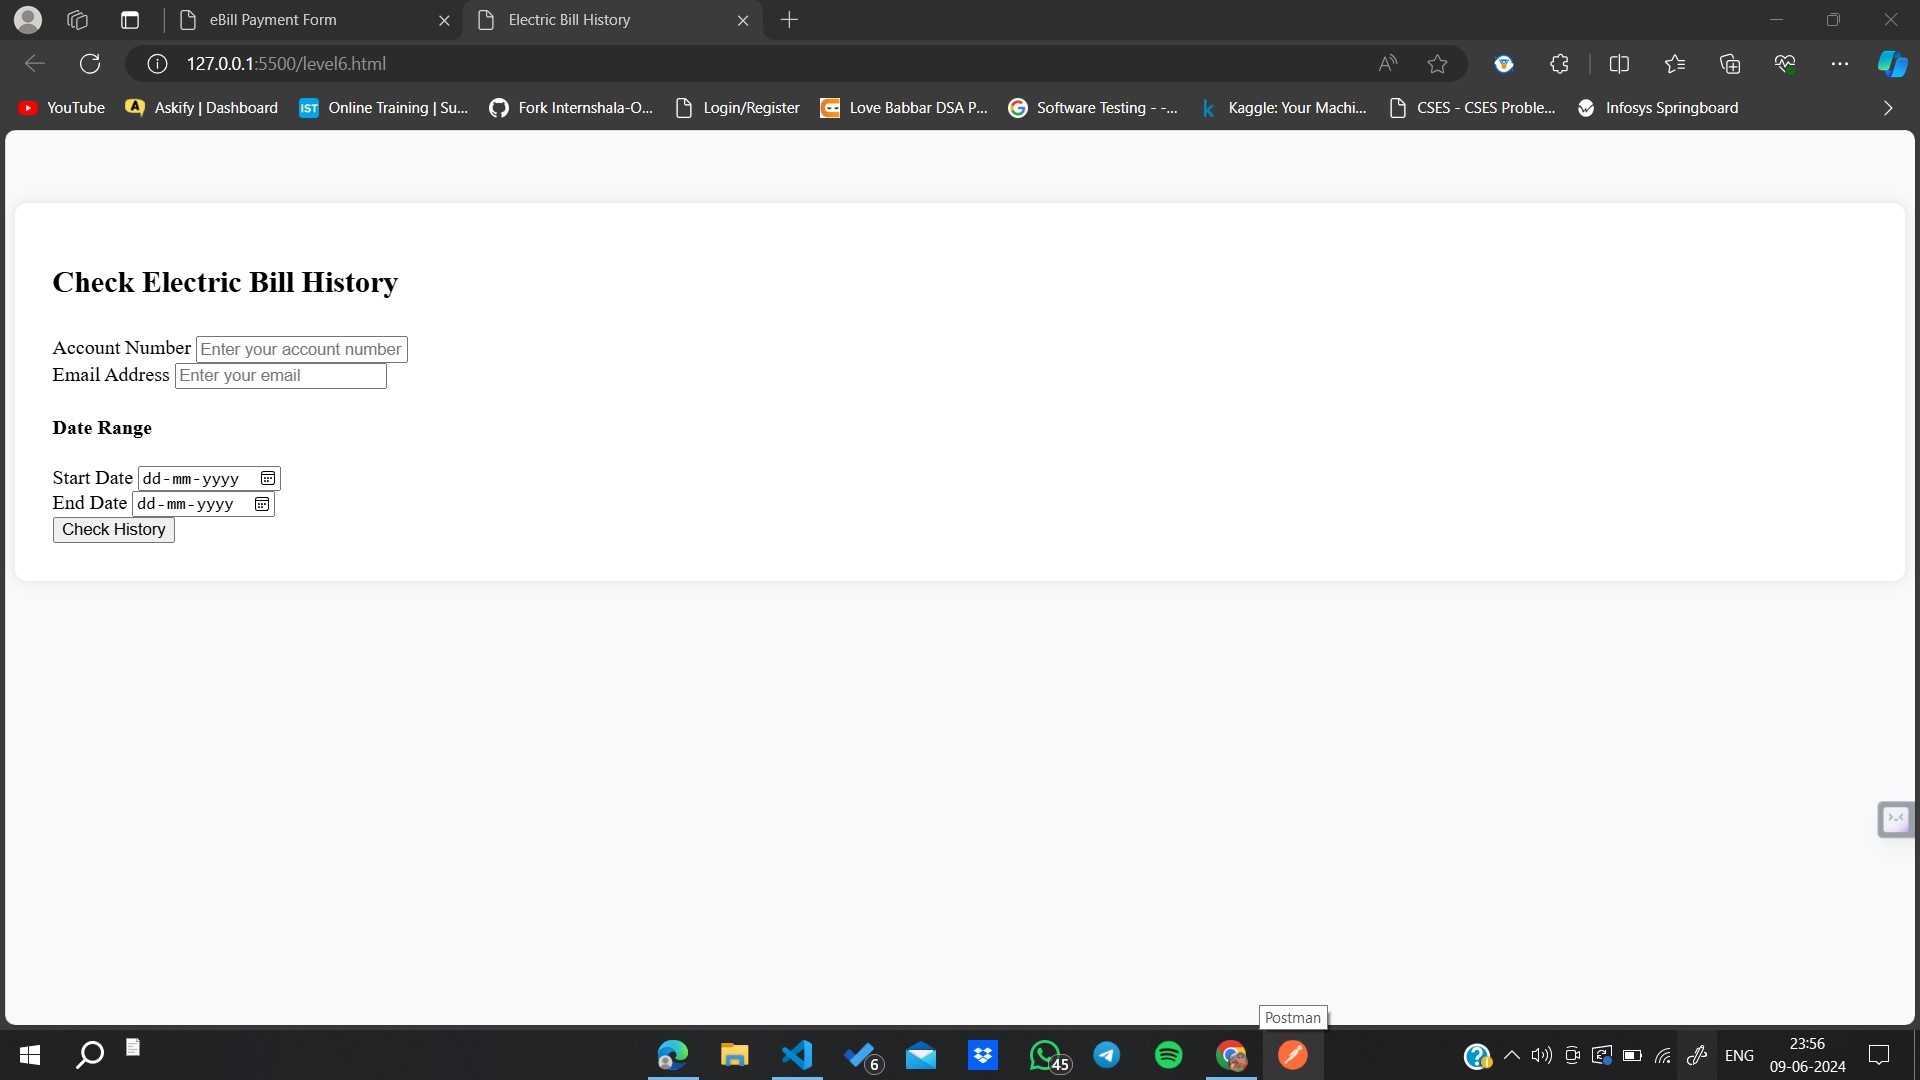 eBill Payment Form
Electric Bill History
127.0.0.1:5500/level6.html
YouTube
Askify | Dashboard
IST Online Training | Su...
Fork Internshala-O...
Login/Register
Love Babbar DSA P...
Software Testing - -...
Kaggle: Your Machi...
CSES - CSES Proble...
Infosys Springboard
Check Electric Bill History
Account Number Enter your account number
Email Address Enter your email
Date Range
Start Date dd-mm-yyyy
End Date dd-mm-yyyy
Check History
Postman
6
45
ENG
23:56
09-06-2024